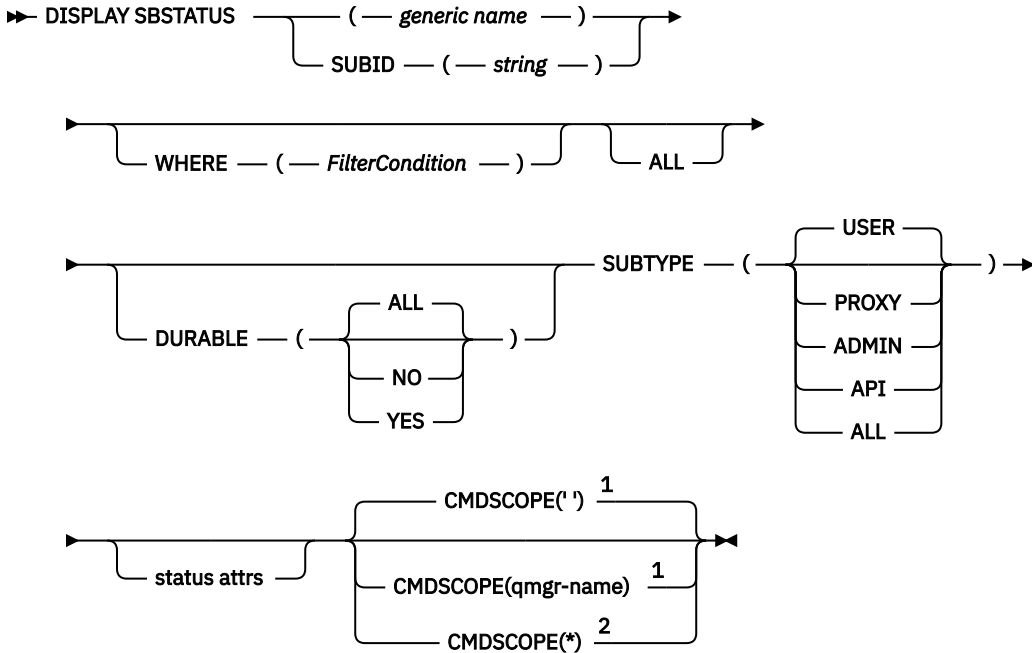 DISPLAY SBSTATUS ( generic name )
SUBID ( string )
WHERE ( FilterCondition )
ALL
USER
SUBTYPE ( )
ALL
PROXY
DURABLE ( )
ADMIN
NO
API
YES
ALL
CMDSCOPE(' ') 1
status attrs
CMDSCOPE(qmgr-name) 1
CMDSCOPE(*) 2